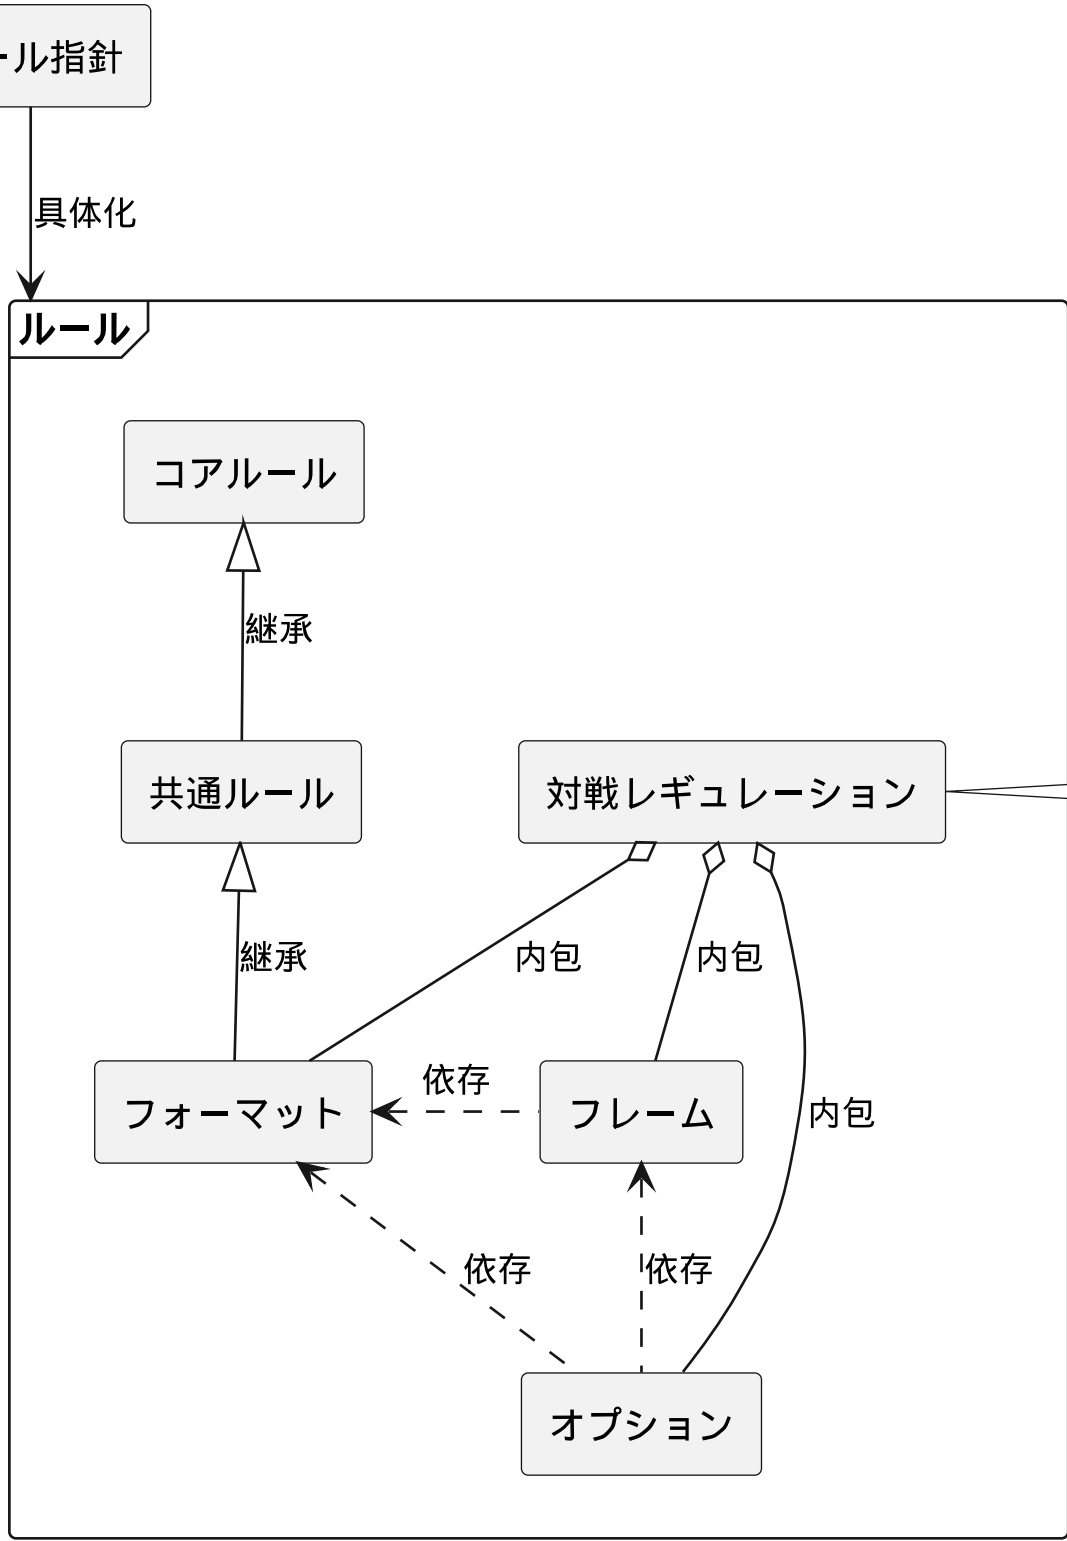 ール指針
具体化
ルール
コアルール
継承
共通ルール
対戦レギュレーション
継承
内包
内包
フォーマット
依存
フレーム
内包
依存
依存
オプション